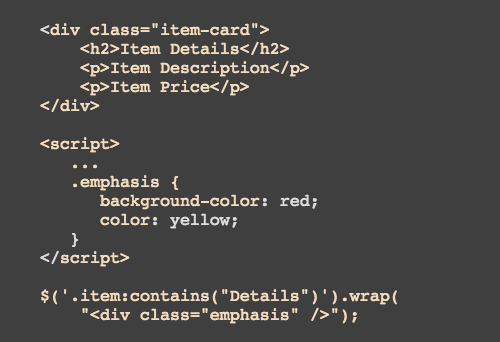 <div class="item-card">
    <h2>Item Details</h2>
    <p>Item Description</p>
    <p>Item Price</p>
</div>

<script>
   ...
   .emphasis {
      background-color: red;
      color: yellow;
   }
</script>

$('.item:contains("Details")').wrap(
    "<div class="emphasis" />");